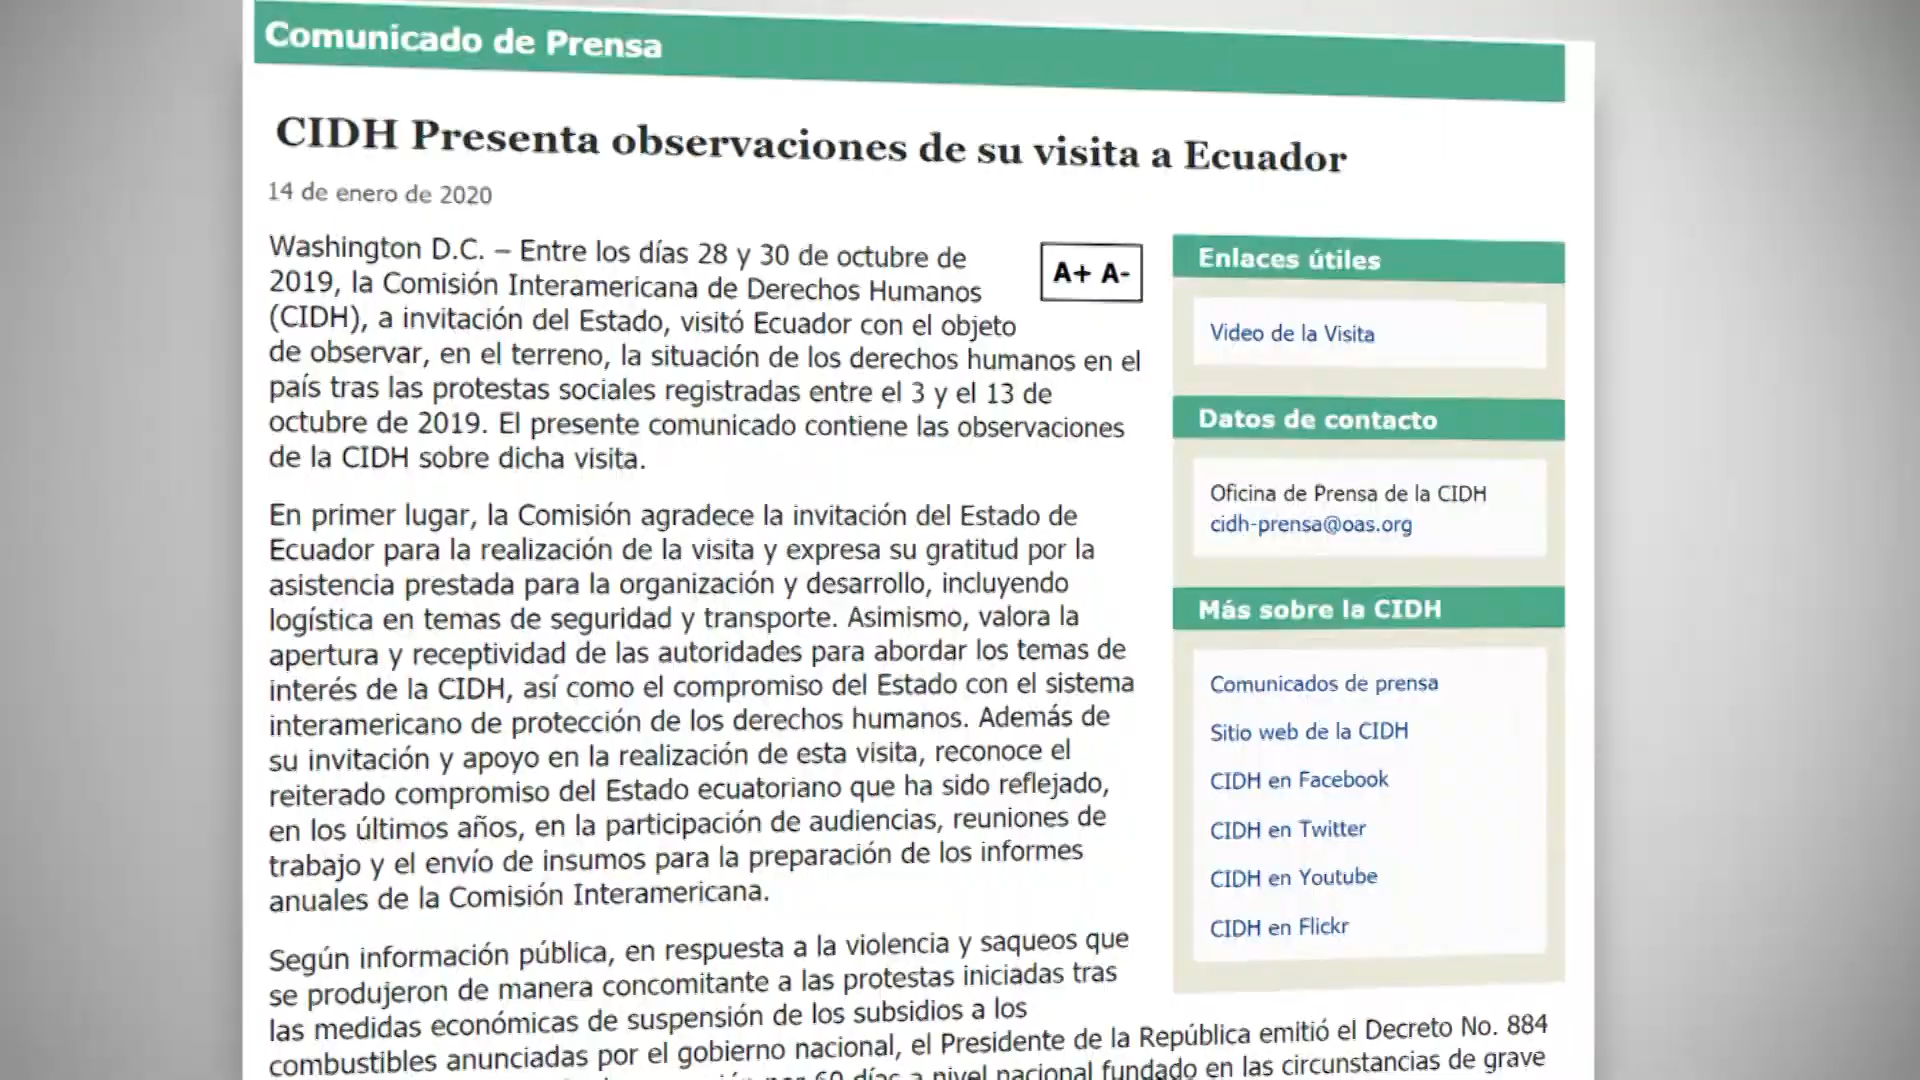 Comunicado de Prensa
CIDH Presenta observaciones de su visita a Ecuador
14 de enero de 2020
Washington D.C. – Entre los días 28 y 30 de octubre de
2019, la Comisión Interamericana de Derechos Humanos
(CIDH), a invitación del Estado, visitó Ecuador con el objeto
de observar, en el terreno, la situación de los derechos humanos en el
país tras las protestas sociales registradas entre el 3 y el 13 de
octubre de 2019. El presente comunicado contiene las observaciones
de la CIDH sobre dicha visita.
En primer lugar, la Comisión agradece la invitación del Estado de
Ecuador para la realización de la visita y expresa su gratitud por la
asistencia prestada para la organización y desarrollo, incluyendo
logística en temas de seguridad y transporte. Asimismo, valora la
apertura y receptividad de las autoridades para abordar los temas de
interés de la CIDH, así como el compromiso del Estado con el sistema
interamericano de protección de los derechos humanos. Además de
su invitación y apoyo en la realización de esta visita, reconoce el
reiterado compromiso del Estado ecuatoriano que ha sido reflejado,
en los últimos años, en la participación de audiencias, reuniones de
trabajo y el envío de insumos para la preparación de los informes
anuales de la Comisión Interamericana.
Según información pública, en respuesta a la violencia y saqueos que
se produjeron de manera concomitante a las protestas iniciadas tras
las medidas económicas de suspensión de los subsidios a los
combustibles anunciadas por el gobierno nacional, el Presidente de la República emitió el Decreto No. 884
por 60 días a nivel nacional fundado en las circunstancias de grave
A+ A-
Enlaces útiles
Video de la Visita
Datos de contacto
Oficina de Prensa de la CIDH
cidh-prensa@oas.org
Más sobre la CIDH
Comunicados de prensa
Sitio web de la CIDH
CIDH en Facebook
CIDH en Twitter
CIDH en Youtube
CIDH en Flickr